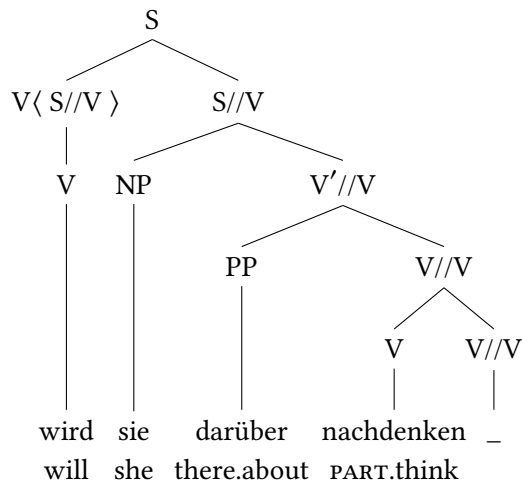 S
V⟨ S//V ⟩ S//V
V NP V′//V
PP V//V
V V//V
wird sie darüber nachdenken _
will she there.about PART.think